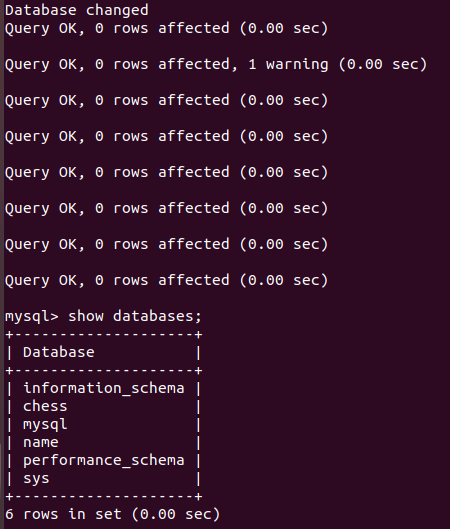 Database changed
Query OK, 0 rows affected (0.00 sec)
Query OK, 0 rows affected, 1 warning (0.00 sec)
Query OK, 0 rows affected (0.00 sec)
Query OK, 0 rows affected (0.00 sec)
Query OK, 0 rows affected (0.00 sec)
Query OK, 0 rows affected (0.00 sec)
Query OK, 0 rows affected (0.00 sec)
Query OK, 0 rows affected (0.00 sec)
mysql> show databases;
+--------------------+
| Database           |
+--------------------+
| information_schema |
| chess              |
| mysql              |
| name               |
| performance_schema |
| sys                |
+--------------------+
6 rows in set (0.00 sec)